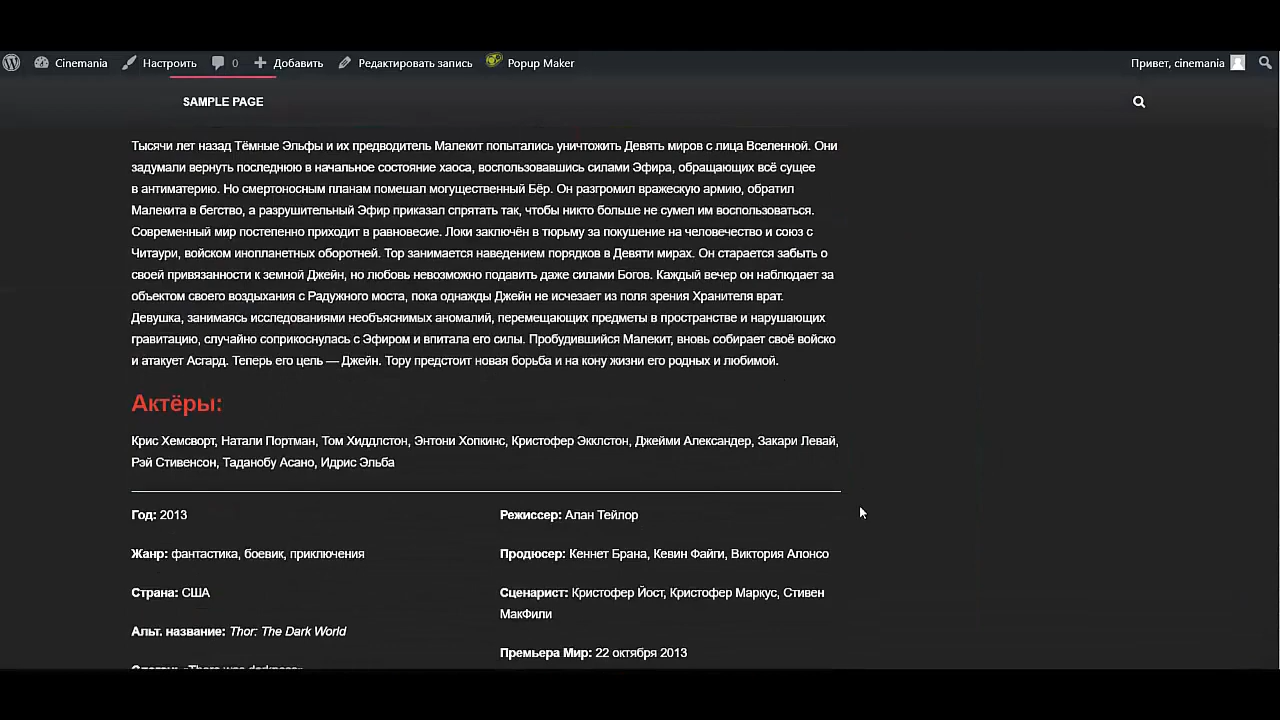 Cinemania Настроить 0 Добавить Редактировать запись Popup Maker Привет, cinemania
SAMPLE PAGE
Тысячи лет назад Тёмные Эльфы и их предводитель Малекит попытались уничтожить Девять миров с лица Вселенной. Они
задумали вернуть последнюю в начальное состояние хаоса, воспользовавшись силами Эфира, обращающих всё сущее
в антиматерию. Но смертоносным планам помешал могущественный Бёр. Он разгромил вражескую армию, обратил
Малекита в бегство, а разрушительный Эфир приказал спрятать так, чтобы никто больше не сумел им воспользоваться.
Современный мир постепенно приходит в равновесие. Локи заключён в тюрьму за покушение на человечество и союз с
Читаури, войском инопланетных оборотней. Тор занимается наведением порядков в Девяти мирах. Он старается забыть о
своей привязанности к земной Джейн, но любовь невозможно подавить даже силами Богов. Каждый вечер он наблюдает за
объектом своего воздыхания с Радужного моста, пока однажды Джейн не исчезает из поля зрения Хранителя врат.
Девушка, занимаясь исследованиями необъяснимых аномалий, перемещающих предметы в пространстве и нарушающих
гравитацию, случайно соприкоснулась с Эфиром и впитала его силы. Пробудившийся Малекит, вновь собирает своё войско
и атакует Асгард. Теперь его цель — Джейн. Тору предстоит новая борьба и на кону жизни его родных и любимой.
Актёры:
Крис Хемсворт, Натали Портман, Том Хиддлстон, Энтони Хопкинс, Кристофер Экклстон, Джейми Александер, Закари Левай,
Рэй Стивенсон, Таданобу Асано, Идрис Эльба
Год: 2013
Жанр: фантастика, боевик, приключения
Страна: США
Альт. название: Thor: The Dark World
Слоган: «There was darkness»
Режиссер: Алан Тейлор
Продюсер: Кеннет Брана, Кевин Файги, Виктория Алонсо
Сценарист: Кристофер Йост, Кристофер Маркус, Стивен
МакФили
Премьера Мир: 22 октября 2013